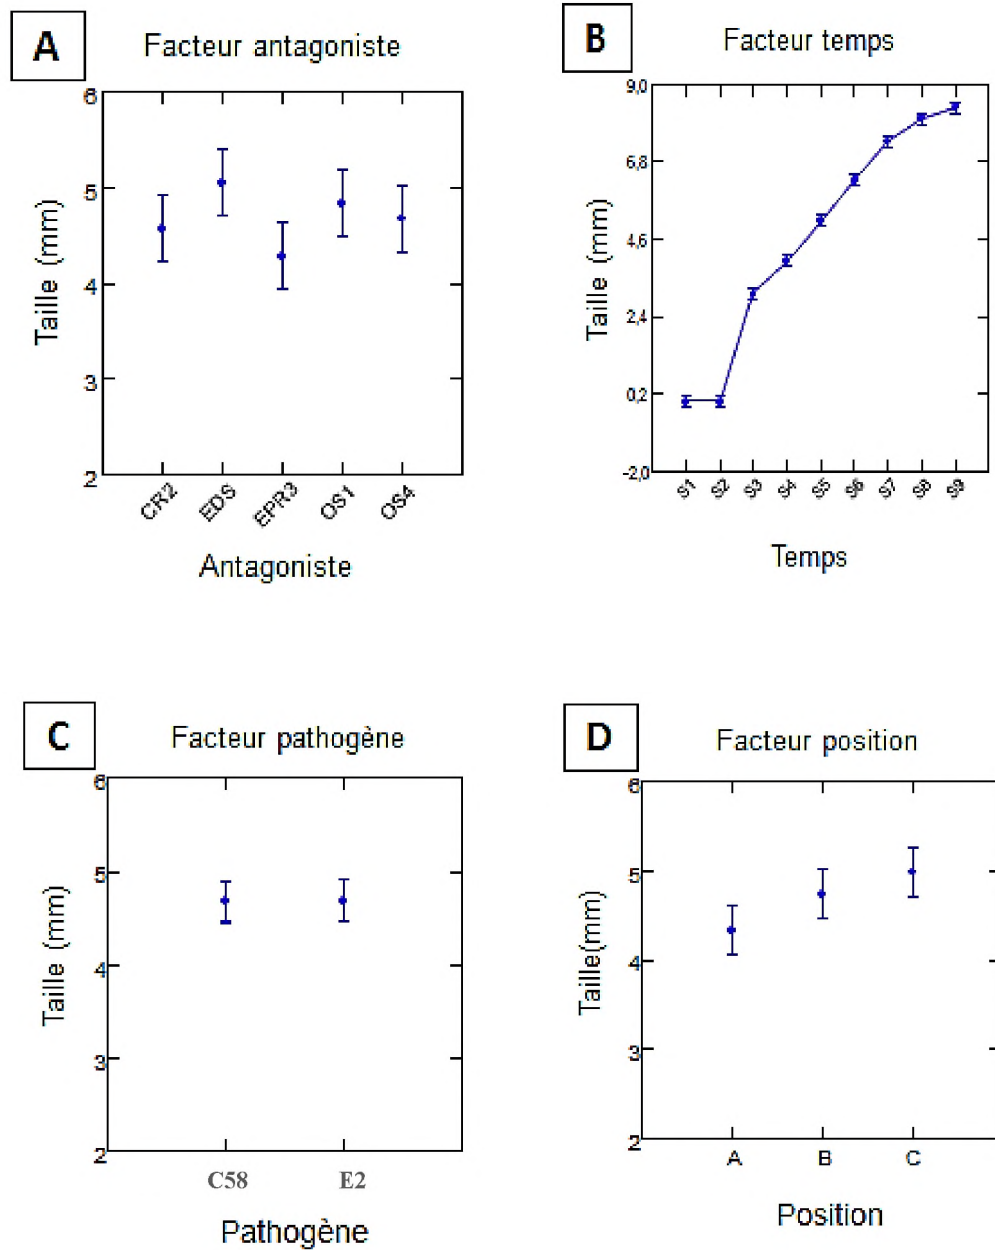 A
Facteur antagoniste
6
5
4
3
2
Taille (mm)
CR2
EDS
EPR3
OS1
OS4
Antagoniste
B
Facteur temps
9,0
6,8
4,6
2,4
0,2
-2,0
Taille (mm)
S1
S2
S3
S4
S5
S6
S7
S8
S9
Temps
C
Facteur pathogène
6
5
4
3
2
Taille (mm)
C58
E2
Pathogène
D
Facteur position
6
5
4
3
2
Taille(mm)
A
B
C
Position